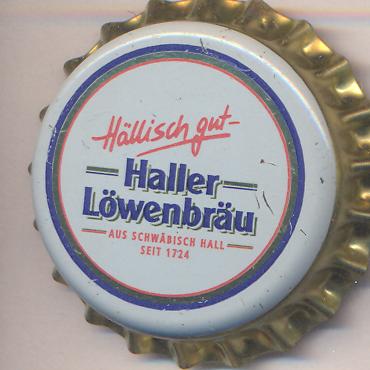 Hällisch gut-
Haller
Löwenbräu
AUS SCHWÄBISCH HALL
SEIT 1724